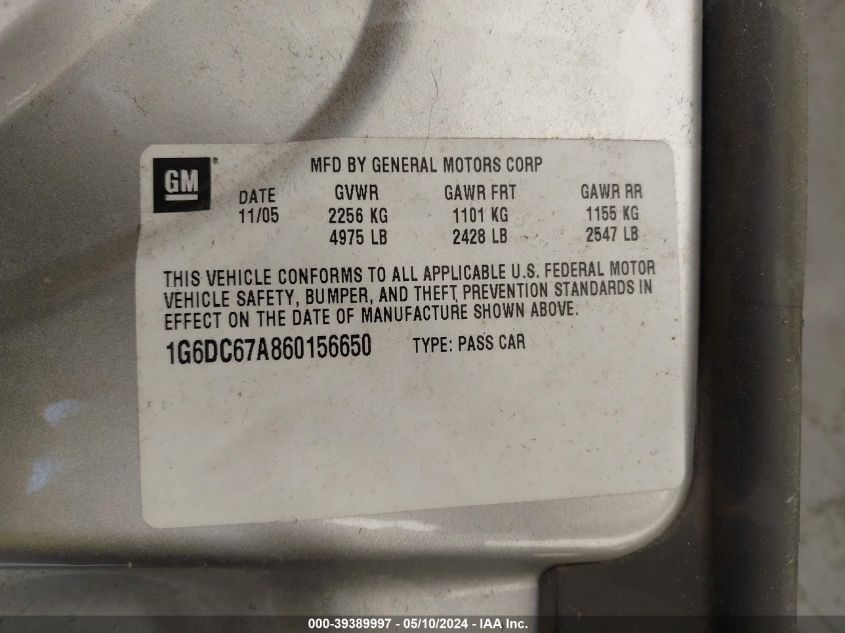 GM ®
MFD BY GENERAL MOTORS CORP
DATE GVWR GAWR FRT GAWR RR
11/05 2256 KG 1101 KG 1155 KG
4975 LB 2428 LB 2547 LB
THIS VEHICLE CONFORMS TO ALL APPLICABLE U.S. FEDERAL MOTOR
VEHICLE SAFETY, BUMPER, AND THEFT PREVENTION STANDARDS IN
EFFECT ON THE DATE OF MANUFACTURE SHOWN ABOVE.
1G6DC67A860156650 TYPE: PASS CAR
000-39389997 - 05/10/2024 - IAA Inc.